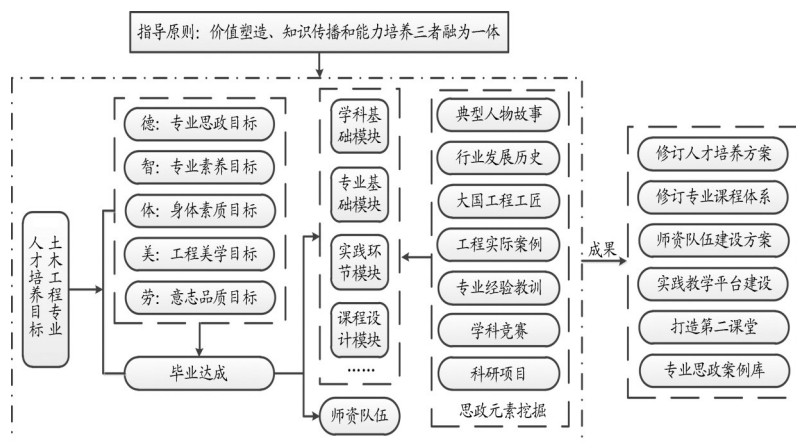 指导原则：价值塑造、知识传播和能力培养三者融为一体
土木工程专业
人才培养目标
德：专业思政目标
智：专业素养目标
体：身体素质目标
美：工程美学目标
劳：意志品质目标
毕业达成
学科基
础模块
专业基
础模块
实践环
节模块
课程设
计模块
……
师资队伍
典型人物故事
行业发展历史
大国工程工匠
工程实际案例
专业经验教训
学科竞赛
科研项目
思政元素挖掘
成果
修订人才培养方案
修订专业课程体系
师资队伍建设方案
实践教学平台建设
打造第二课堂
专业思政案例库